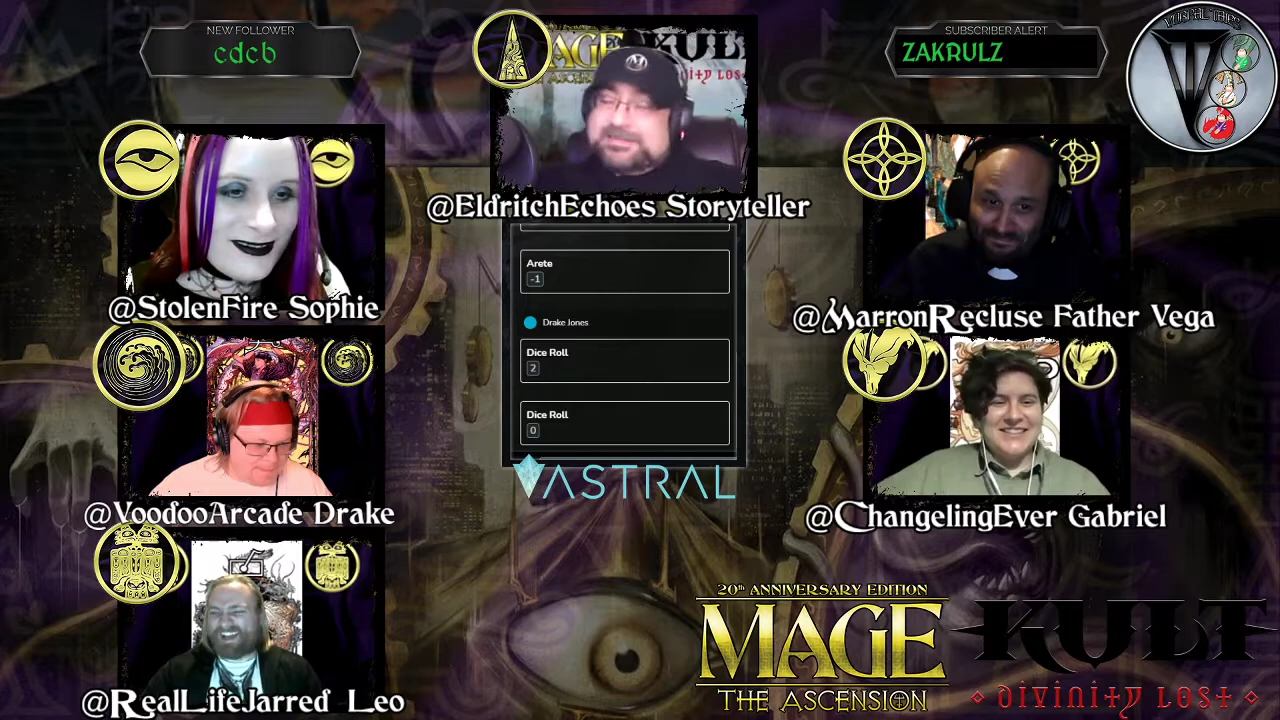 NEW FOLLOWER
cdcb
SUBSCRIBER ALERT
ZAKRULZ
VORPAL TALES
@EldritchEchoes Storyteller
@StolenFire Sophie
@MarronRecluse Father Vega
Arete
-1
Drake Jones
Dice Roll
2
Dice Roll
0
ASTRAL
@VoodooArcade Drake
@ChangelingEver Gabriel
@RealLifeJarred Leo
20th ANNIVERSARY EDITION
MAGE
THE ASCENSION
KULT
DIVINITY LOST